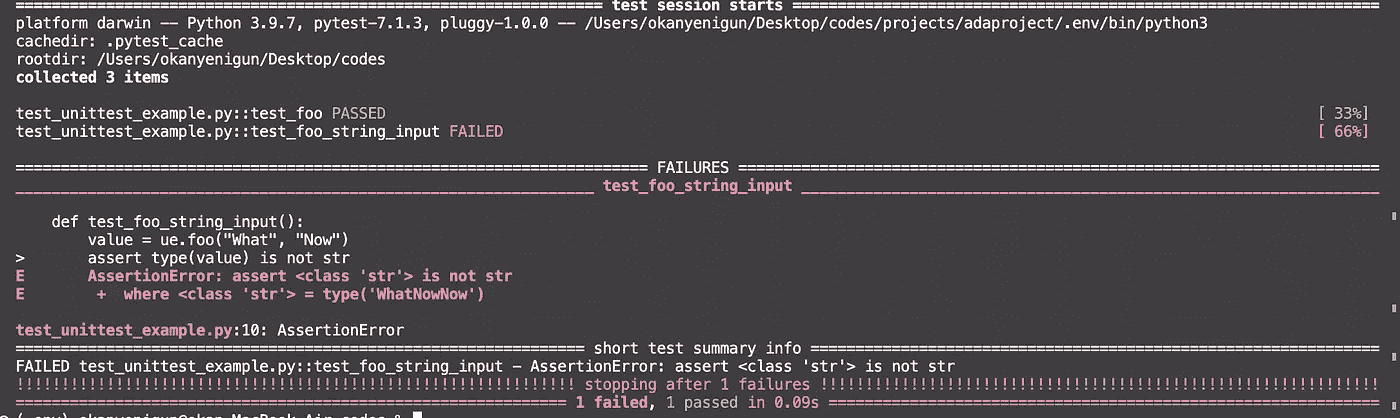 ============================= test session starts =============================
platform darwin -- Python 3.9.7, pytest-7.1.3, pluggy-1.0.0 -- /Users/okanyenigun/Desktop/codes/projects/adaproject/.env/bin/python3
cachedir: .pytest_cache
rootdir: /Users/okanyenigun/Desktop/codes
collected 3 items
test_unittest_example.py::test_foo PASSED [ 33%]
test_unittest_example.py::test_foo_string_input FAILED [ 66%]
============================= FAILURES =============================
_____________________________ test_foo_string_input _____________________________
def test_foo_string_input():
value = ue.foo("What", "Now")
> assert type(value) is not str
E AssertionError: assert <class 'str'> is not str
E + where <class 'str'> = type('WhatNowNow')
test_unittest_example.py:10: AssertionError
============================= short test summary info =============================
FAILED test_unittest_example.py::test_foo_string_input - AssertionError: assert <class 'str'> is not str
!!!!!!!!!!!!!!!!!!!!!!!!!!!!! stopping after 1 failures !!!!!!!!!!!!!!!!!!!!!!!!!!!!!
============================= 1 failed, 1 passed in 0.09s =============================